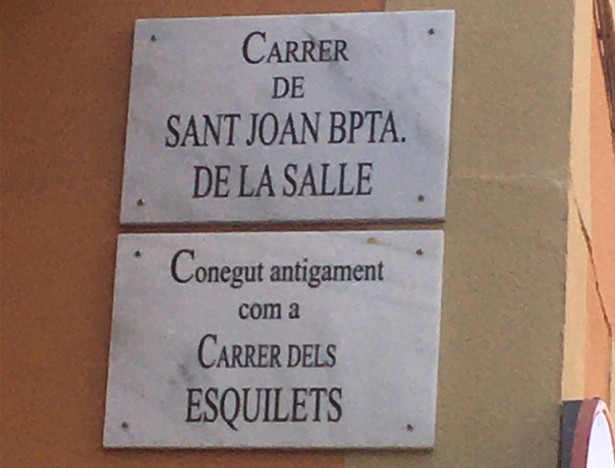 CARRER
DE
SANT JOAN BPTA.
DE LA SALLE
Conegut antigament
com a
CARRER DELS
ESQUILETS